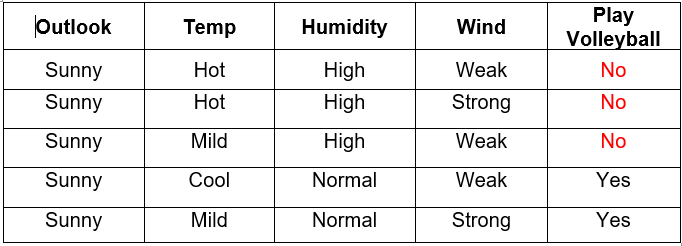 Outlook Temp Humidity Wind Play Volleyball
Sunny Hot High Weak No
Sunny Hot High Strong No
Sunny Mild High Weak No
Sunny Cool Normal Weak Yes
Sunny Mild Normal Strong Yes